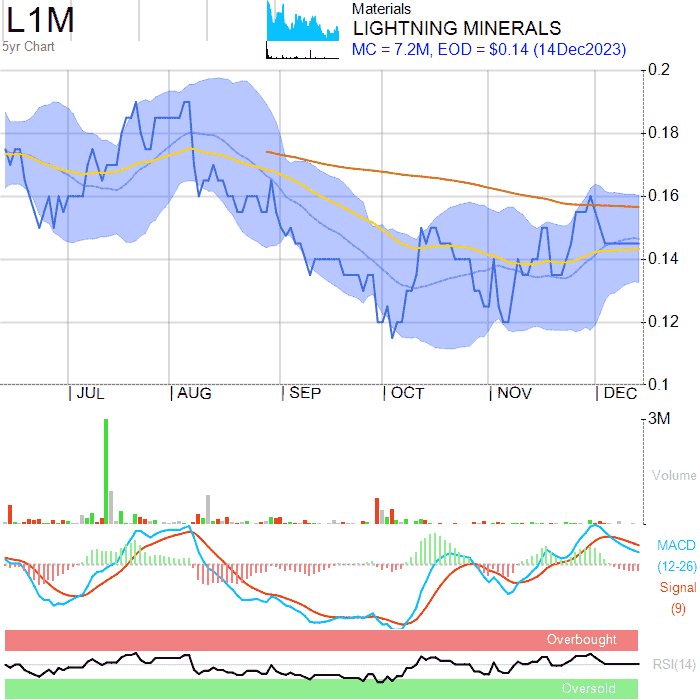 L1M
5yr Chart
Materials
LIGHTNING MINERALS
MC = 7.2M, EOD = $0.14 (14Dec2023)
0.2
0.18
0.16
0.14
0.12
0.1
JUL AUG SEP OCT NOV DEC
3M
Volume
MACD
(12-26)
Signal
(9)
Overbought
RSI(14)
Oversold